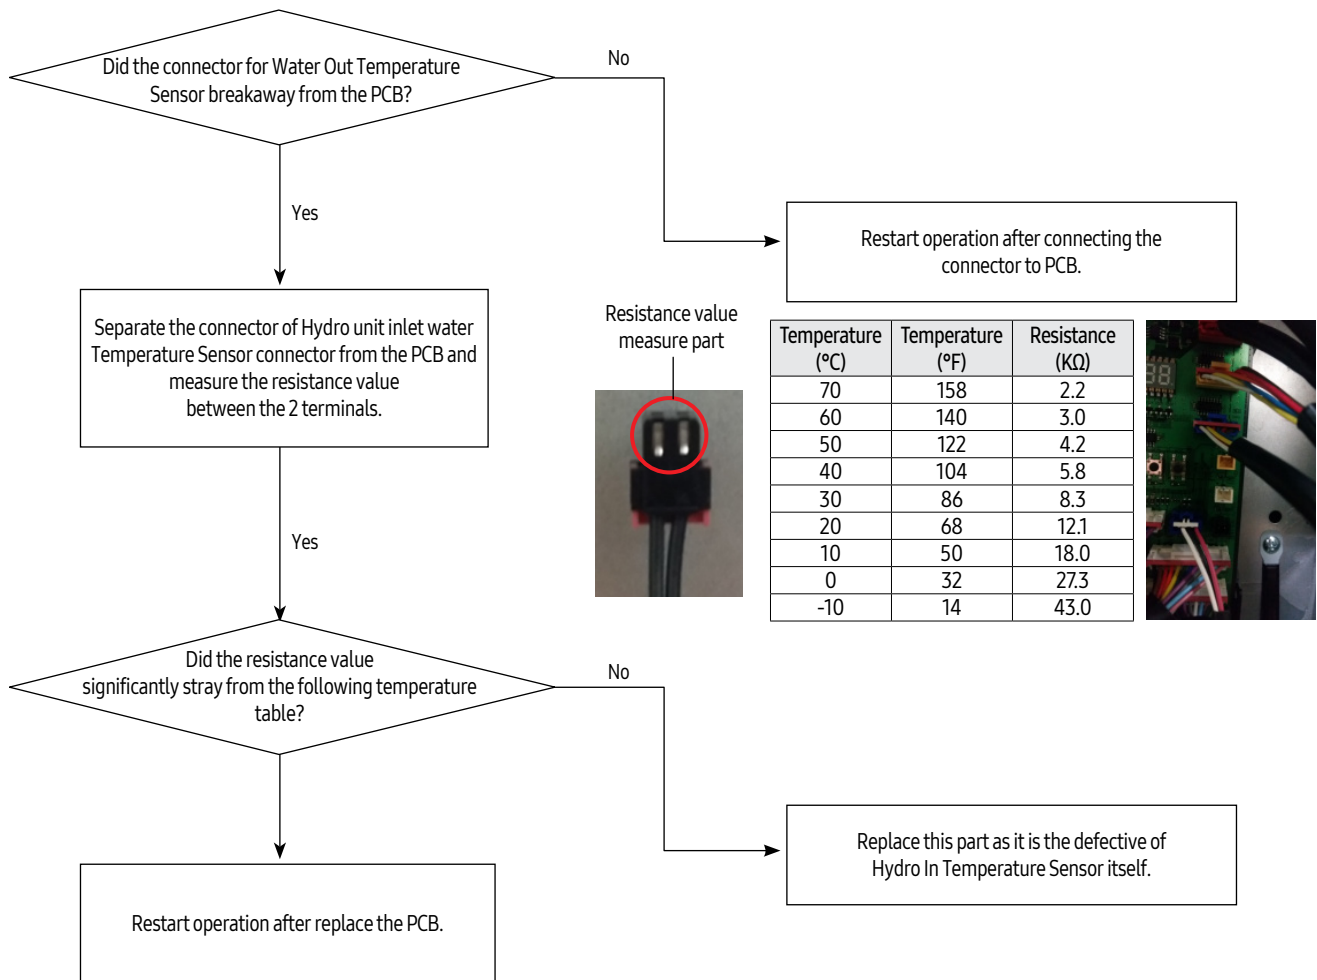 Did the connector for Water Out Temperature
Sensor breakaway from the PCB?
No
Yes
Restart operation after connecting the
connector to PCB.
Separate the connector of Hydro unit inlet water
Temperature Sensor connector from the PCB and
measure the resistance value
between the 2 terminals.
Resistance value
measure part
Temperature (°C) Temperature (°F) Resistance (KΩ)
70 158 2.2
60 140 3.0
50 122 4.2
40 104 5.8
30 86 8.3
20 68 12.1
10 50 18.0
0 32 27.3
-10 14 43.0
Yes
Did the resistance value
significantly stray from the following temperature
table?
No
Replace this part as it is the defective of
Hydro In Temperature Sensor itself.
Restart operation after replace the PCB.